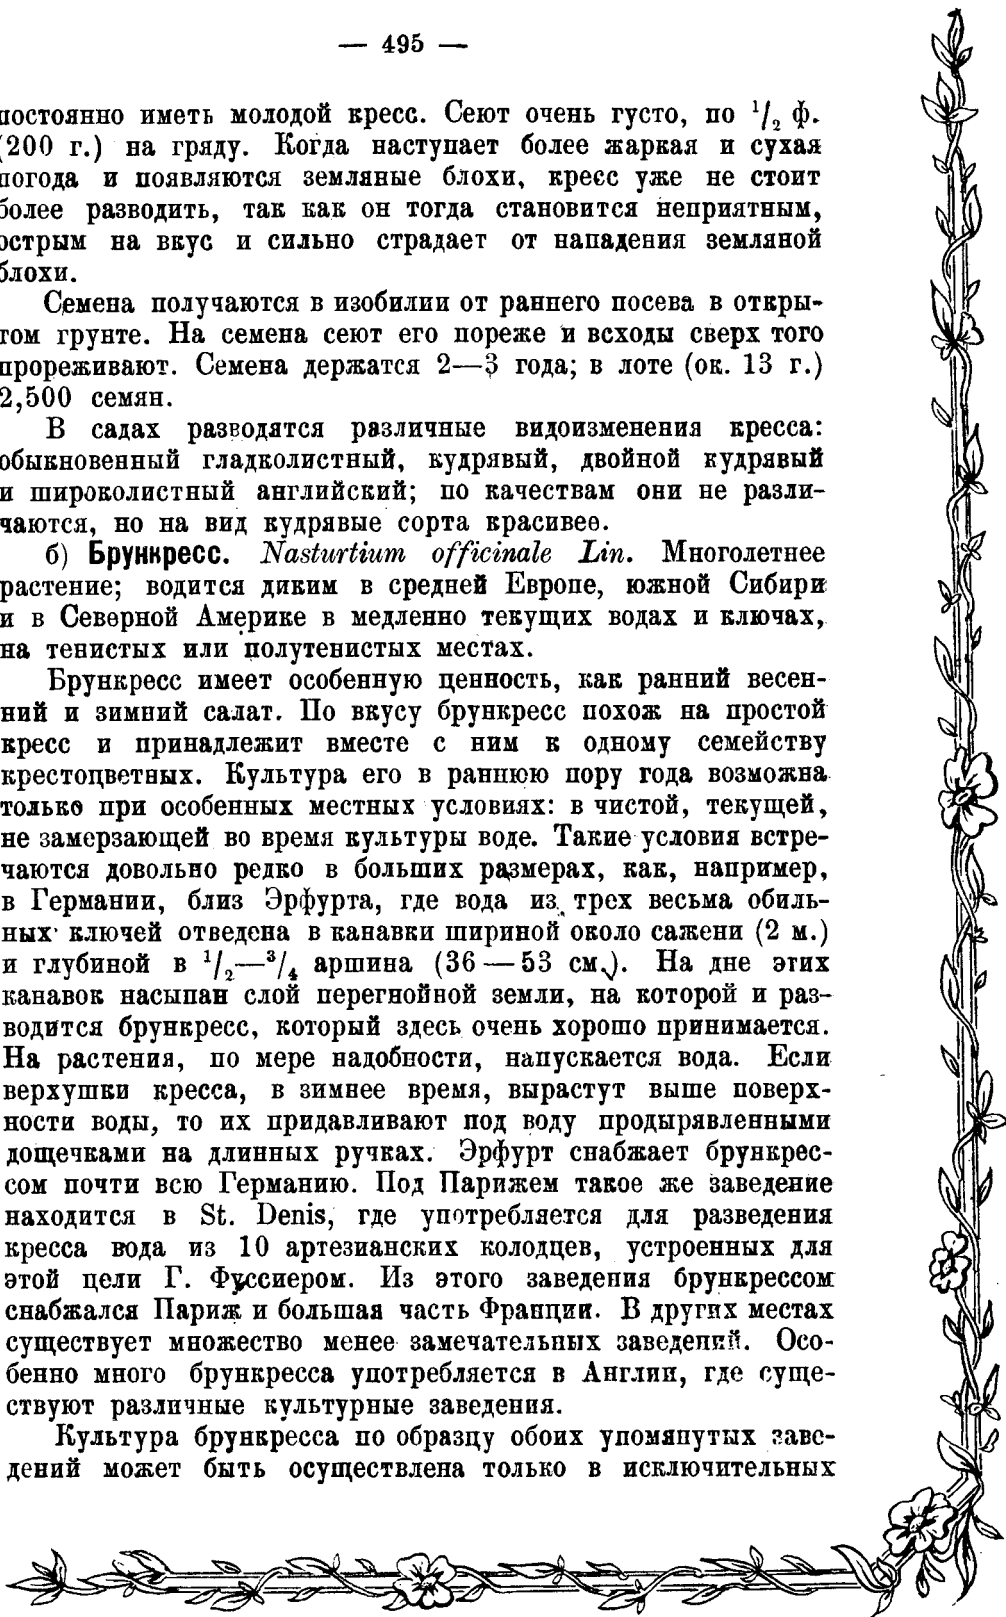 — 495 —
постоянно иметь молодой кресс. Сеют очень густо, по 1/2 ф.
(200 г.) на гряду. Когда наступает более жаркая и сухая
погода и появляются земляные блохи, кресс уже не стоит
более разводить, так как он тогда становится неприятным,
острым на вкус и сильно страдает от нападения земляной
блохи.
Семена получаются в изобилии от раннего посева в откры-
том грунте. На семена сеют его пореже и всходы сверх того
прореживают. Семена держатся 2—3 года; в лоте (ок. 13 г.)
2,500 семян.
В садах разводятся различные видоизменения кресса:
обыкновенный гладколистный, кудрявый, двойной кудрявый
и широколистный английский; по качествам они не разли-
чаются, но на вид кудрявые сорта красивее.
б) Брункресс. Nasturtium officinale Lin. Многолетнее
растение; водится диким в средней Европе, южной Сибири
и в Северной Америке в медленно текущих водах и ключах,
на тенистых или полутенистых местах.
Брункресс имеет особенную ценность, как ранний весен-
ний и зимний салат. По вкусу брункресс похож на простой
кресс и принадлежит вместе с ним к одному семейству
крестоцветных. Культура его в раннюю пору года возможна
только при особенных местных условиях: в чистой, текущей,
не замерзающей во время культуры воде. Такие условия встре-
чаются довольно редко в больших размерах, как, например,
в Германии, близ Эрфурта, где вода из трех весьма обиль-
ных ключей отведена в канавки шириной около сажени (2 м.)
и глубиной в 1/2—3/4 аршина (36 — 53 см.). На дне этих
канавок насыпан слой перегнойной земли, на которой и раз-
водится брункресс, который здесь очень хорошо принимается.
На растения, по мере надобности, напускается вода. Если
верхушки кресса, в зимнее время, вырастут выше поверх-
ности воды, то их придавливают под воду продырявленными
дощечками на длинных ручках. Эрфурт снабжает брункрес-
сом почти всю Германию. Под Парижем такое же заведение
находится в St. Denis, где употребляется для разведения
кресса вода из 10 артезианских колодцев, устроенных для
этой цели Г. Фуссиером. Из этого заведения брункрессом
снабжался Париж и большая часть Франции. В других местах
существует множество менее замечательных заведений. Осо-
бенно много брункресса употребляется в Англии, где суще-
ствуют различные культурные заведения.
Культура брункресса по образцу обоих упомянутых заве-
дений может быть осуществлена только в исключительных